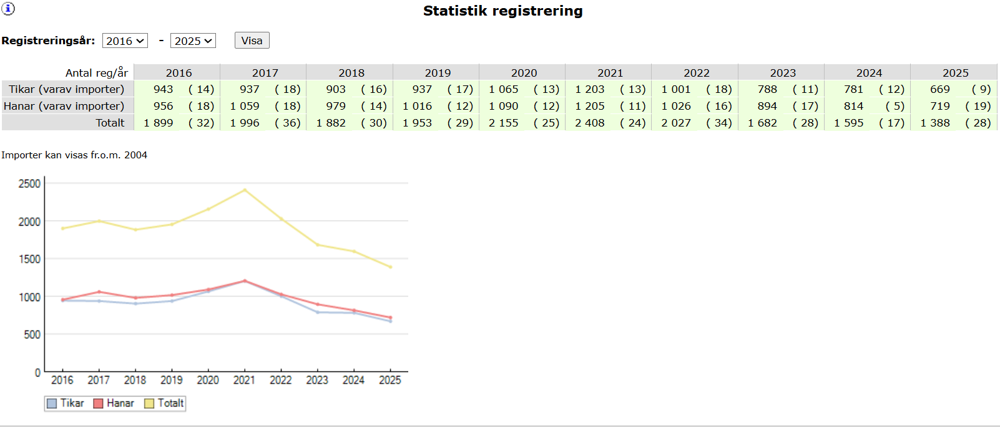 i
Statistik registrering
Registreringsår: 2016 - 2025 Visa
Antal reg/år 2016 2017 2018 2019 2020 2021 2022 2023 2024 2025
Tikar (varav importer) 943 ( 14) 937 ( 18) 903 ( 16) 937 ( 17) 1 065 ( 13) 1 203 ( 13) 1 001 ( 18) 788 ( 11) 781 ( 12) 669 ( 9)
Hanar (varav importer) 956 ( 18) 1 059 ( 18) 979 ( 14) 1 016 ( 12) 1 090 ( 12) 1 205 ( 11) 1 026 ( 16) 894 ( 17) 814 ( 5) 719 ( 19)
Totalt 1 899 ( 32) 1 996 ( 36) 1 882 ( 30) 1 953 ( 29) 2 155 ( 25) 2 408 ( 24) 2 027 ( 34) 1 682 ( 28) 1 595 ( 17) 1 388 ( 28)
Importer kan visas fr.o.m. 2004
2500
2000
1500
1000
500
0
2016 2017 2018 2019 2020 2021 2022 2023 2024 2025
Tikar Hanar Totalt